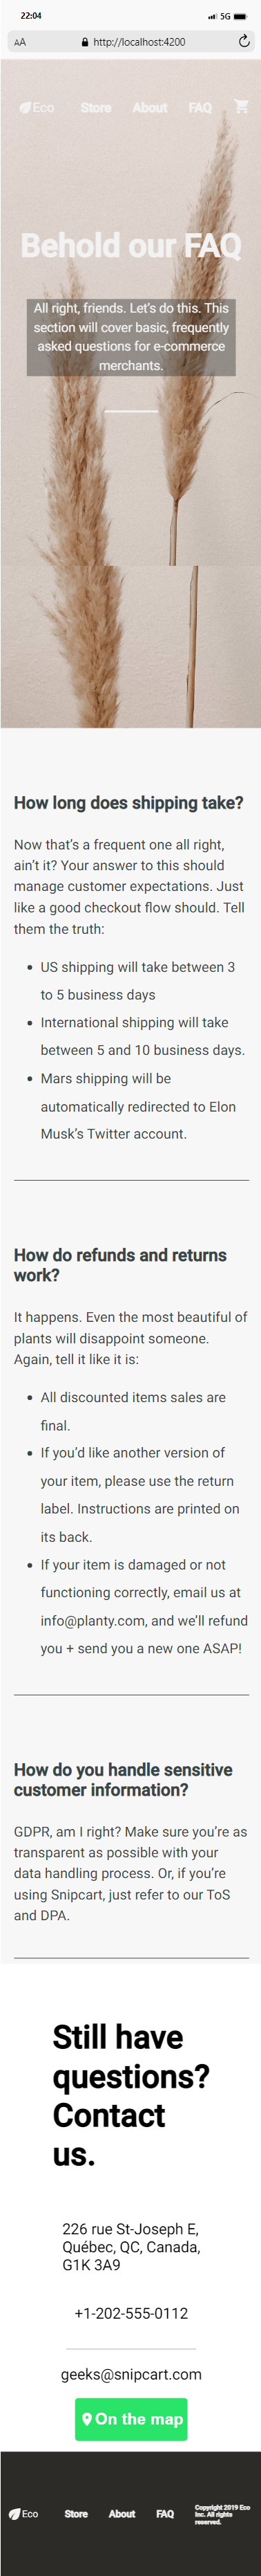 22:04
5G
AA
http://localhost:4200
Eco Store About FAQ
Behold our FAQ
All right, friends. Let’s do this. This
section will cover basic, frequently
asked questions for e-commerce
merchants.
How long does shipping take?
Now that’s a frequent one all right,
ain’t it? Your answer to this should
manage customer expectations. Just
like a good checkout flow should. Tell
them the truth:
• US shipping will take between 3
to 5 business days
• International shipping will take
between 5 and 10 business days.
• Mars shipping will be
automatically redirected to Elon
Musk’s Twitter account.
How do refunds and returns
work?
It happens. Even the most beautiful of
plants will disappoint someone.
Again, tell it like it is:
• All discounted items sales are
final.
• If you’d like another version of
your item, please use the return
label. Instructions are printed on
its back.
• If your item is damaged or not
functioning correctly, email us at
info@planty.com, and we’ll refund
you + send you a new one ASAP!
How do you handle sensitive
customer information?
GDPR, am I right? Make sure you’re as
transparent as possible with your
data handling process. Or, if you’re
using Snipcart, just refer to our ToS
and DPA.
Still have
questions?
Contact
us.
226 rue St-Joseph E,
Québec, QC, Canada,
G1K 3A9
+1-202-555-0112
geeks@snipcart.com
On the map
Eco Store About FAQ
Copyright 2019 Eco
Inc. All rights
reserved.